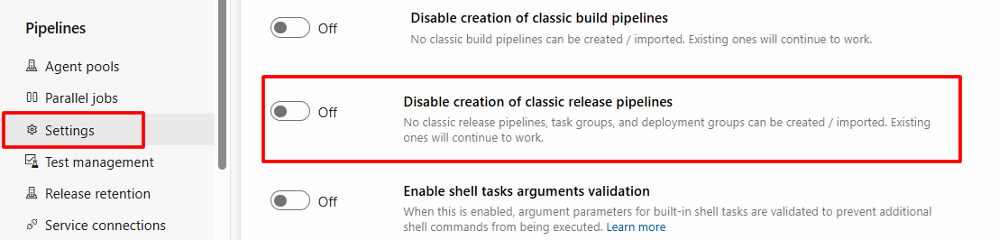 Pipelines
Agent pools
Parallel jobs
Settings
Test management
Release retention
Service connections
Off
Disable creation of classic build pipelines
No classic build pipelines can be created / imported. Existing ones will continue to work.
Off
Disable creation of classic release pipelines
No classic release pipelines, task groups, and deployment groups can be created / imported. Existing
ones will continue to work.
Off
Enable shell tasks arguments validation
When this is enabled, argument parameters for built-in shell tasks are validated to prevent additional
shell commands from being executed. Learn more